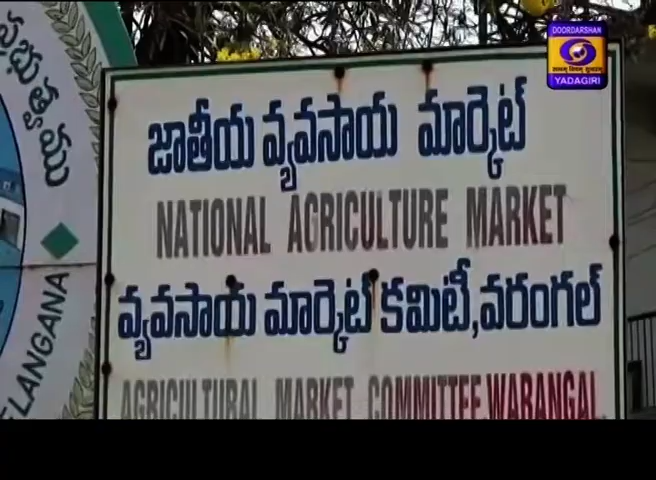 DOORDARSHAN
YADAGIRI
TELANGANA
జాతీయ వ్యవసాయ మార్కెట్
NATIONAL AGRICULTURE MARKET
వ్యవసాయ మార్కెట్ కమిటీ, వరంగల్
AGRICULTURAL MARKET COMMITTEE, WARANGAL.